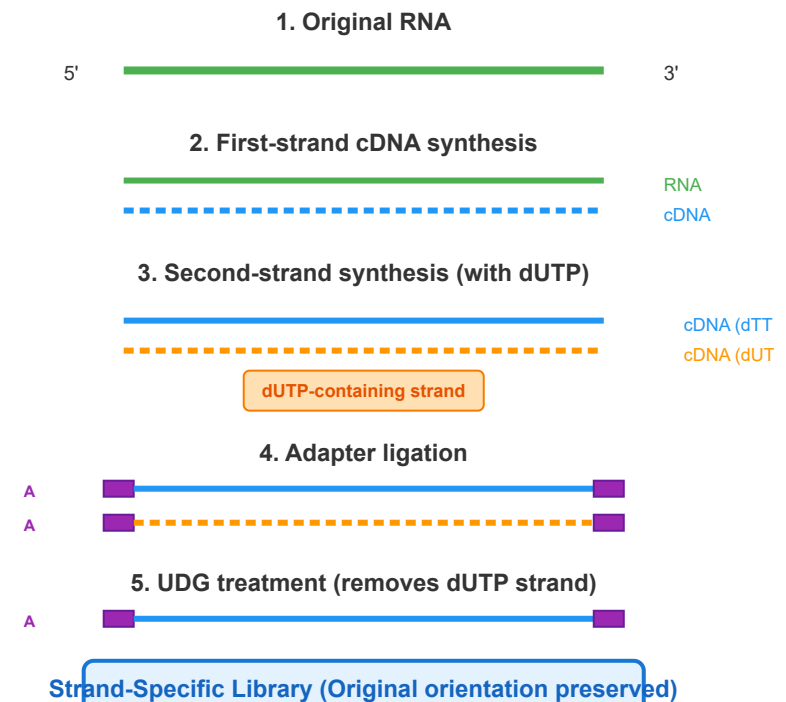 1. Original RNA
5'
3'
2. First-strand cDNA synthesis
RNA
cDNA
3. Second-strand synthesis (with dUTP)
cDNA (dTT
cDNA (dUT
dUTP-containing strand
4. Adapter ligation
A
A
5. UDG treatment (removes dUTP strand)
A
Strand-Specific Library (Original orientation preserved)